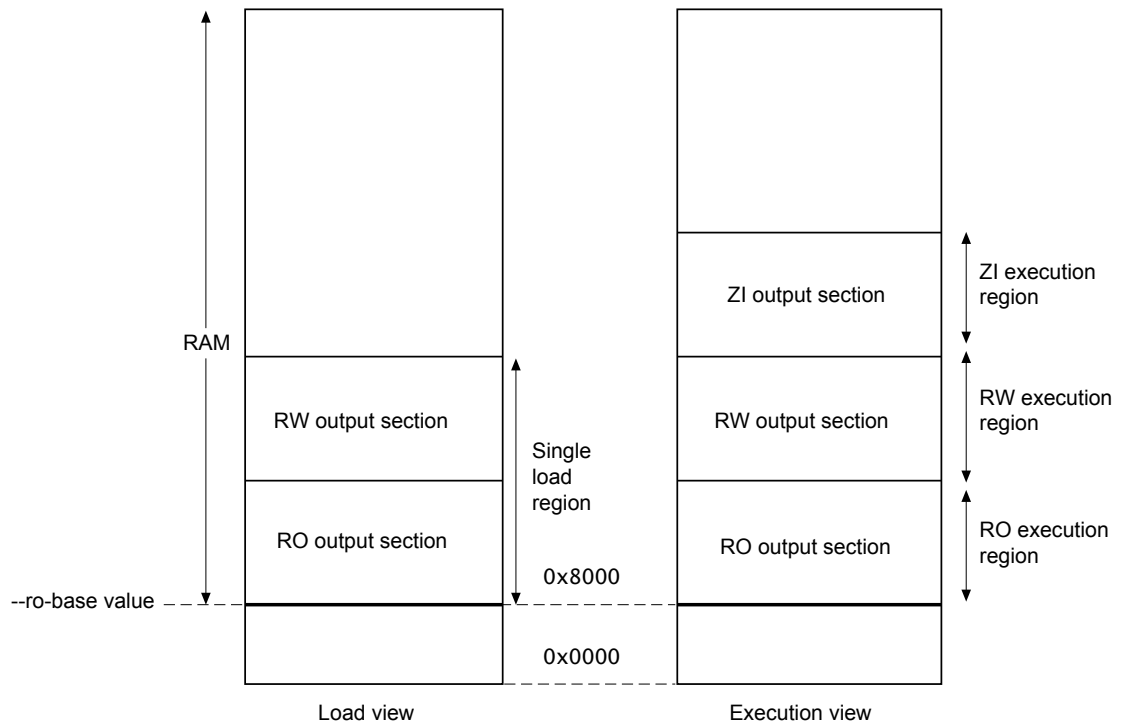 ZI output section
ZI execution
region
RAM
RW output section
Single
load
region
RW output section
RW execution
region
RO output section
0x8000
RO output section
RO execution
region
--ro-base value
0x0000
Load view
Execution view